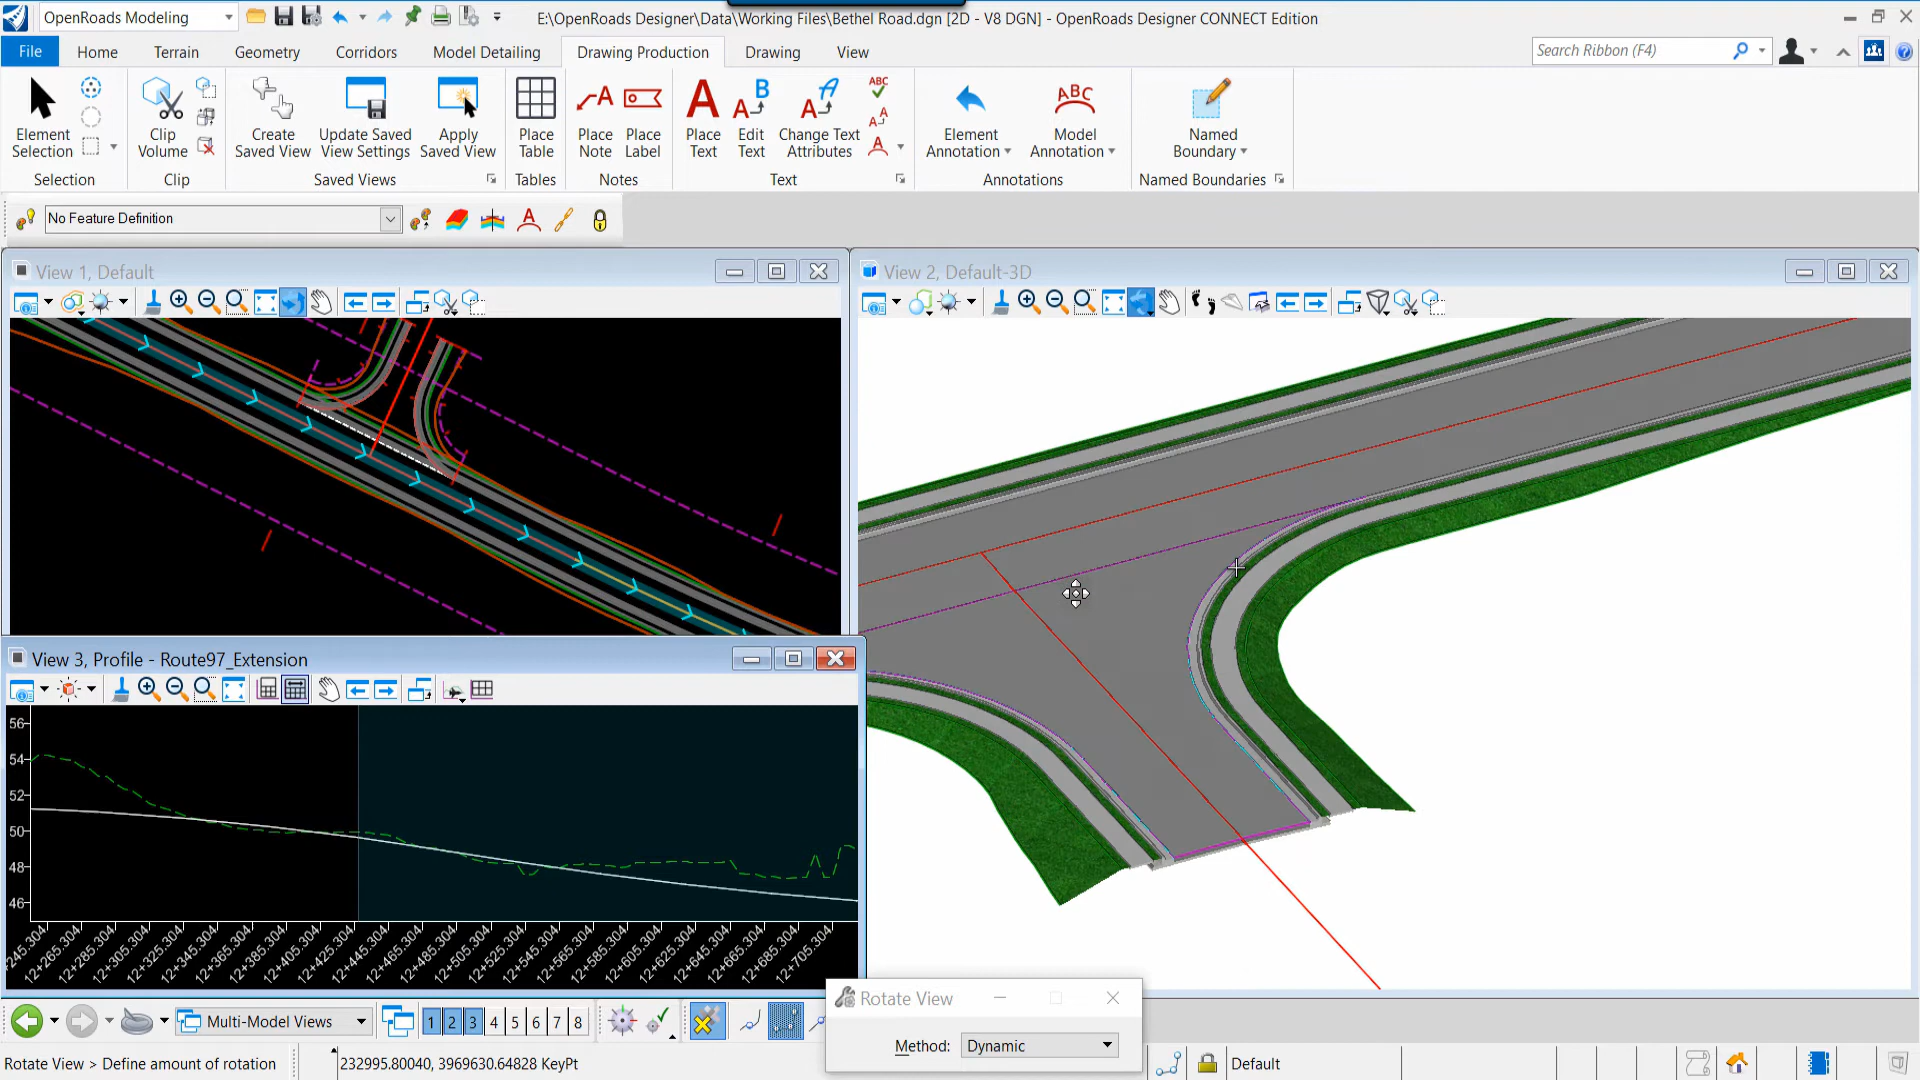 OpenRoads Modeling
E:\OpenRoads Designer\Data\Working Files\Bethel Road.dgn [2D - V8 DGN] - OpenRoads Designer CONNECT Edition
File Home Terrain Geometry Corridors Model Detailing Drawing Production Drawing View
Search Ribbon (F4)
Element Selection
Clip Volume
Create Saved View
Update Saved View Settings
Apply Saved View
Place Table
Place Note
Place Label
Place Text
Edit Text
Change Text Attributes
ABC
Element Annotation
ABC
Model Annotation
Named Boundary
Selection Clip Saved Views Tables Notes Text Annotations Named Boundaries
No Feature Definition
View 1, Default
View 2, Default-3D
View 3, Profile - Route97_Extension
56
54
52
50
48
46
12+245.304 12+265.304 12+285.304 12+305.304 12+325.304 12+345.304 12+365.304 12+385.304 12+405.304 12+425.304 12+445.304 12+465.304 12+485.304 12+505.304 12+525.304 12+545.304 12+565.304 12+585.304 12+605.304 12+625.304 12+645.304 12+665.304 12+685.304 12+705.304
Rotate View
Method: Dynamic
Multi-Model Views
1 2 3 4 5 6 7 8
Rotate View > Define amount of rotation
232995.80040, 3969630.64828 KeyPt
Default